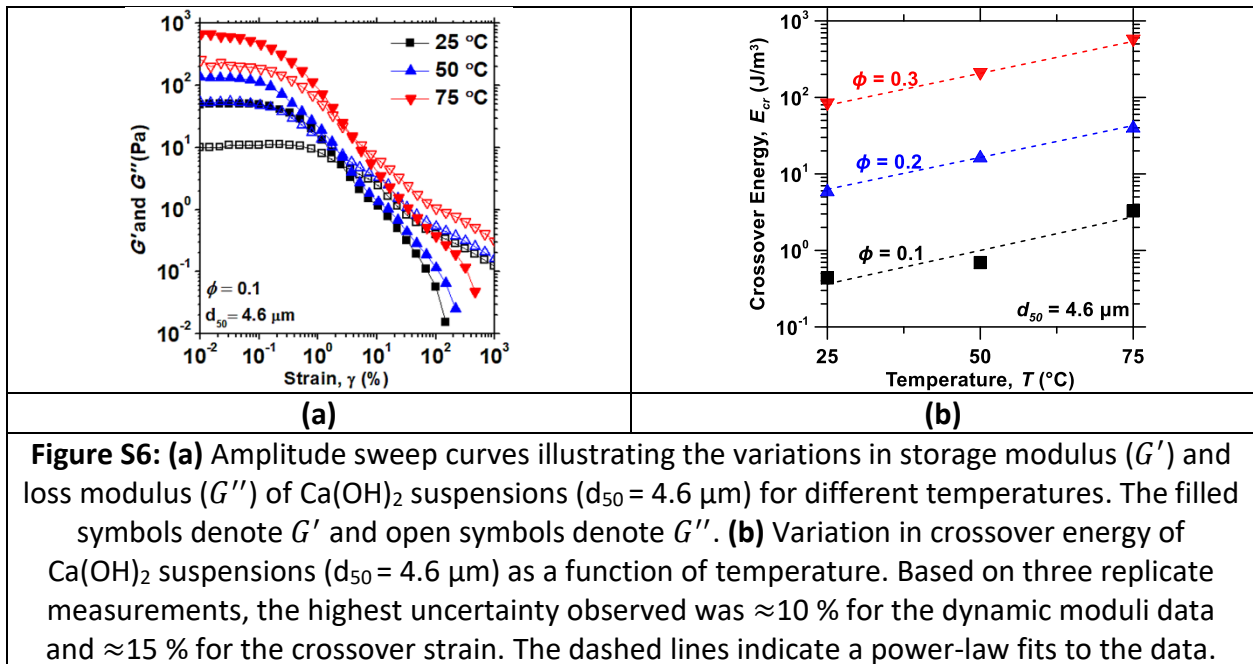 10³
10²
10¹
10⁰
10⁻¹
10⁻²
G′ and G″ (Pa)
25 °C
50 °C
75 °C
ϕ = 0.1
d₅₀ = 4.6 µm
10⁻² 10⁻¹ 10⁰ 10¹ 10² 10³
Strain, γ (%)
10³
10²
10¹
10⁰
10⁻¹
Crossover Energy, E_cr (J/m³)
ϕ = 0.3
ϕ = 0.2
ϕ = 0.1
d₅₀ = 4.6 µm
25 50 75
Temperature, T (°C)
(a) (b)
Figure S6: (a) Amplitude sweep curves illustrating the variations in storage modulus (G′) and
loss modulus (G′′) of Ca(OH)₂ suspensions (d₅₀ = 4.6 µm) for different temperatures. The filled
symbols denote G′ and open symbols denote G′′. (b) Variation in crossover energy of
Ca(OH)₂ suspensions (d₅₀ = 4.6 µm) as a function of temperature. Based on three replicate
measurements, the highest uncertainty observed was ≈10 % for the dynamic moduli data
and ≈15 % for the crossover strain. The dashed lines indicate a power-law fits to the data.